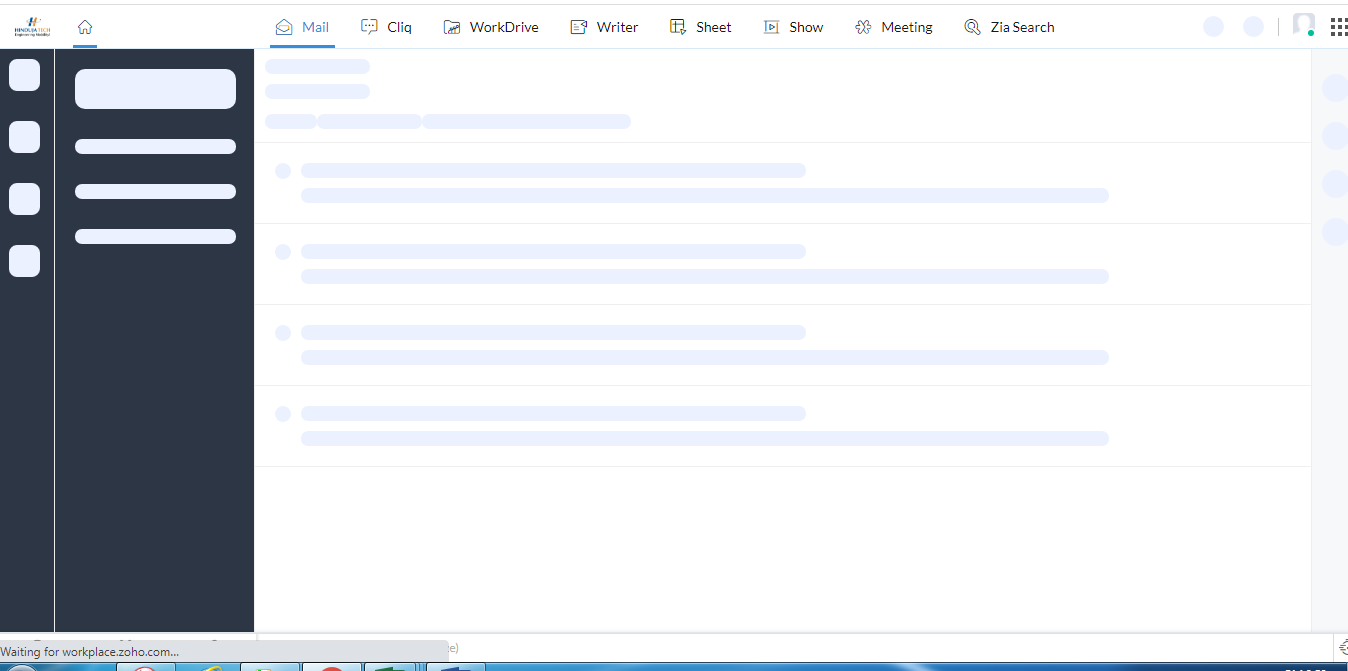 HINDUJA TECH
Engineering Mobility!
Mail
Cliq
WorkDrive
Writer
Sheet
Show
Meeting
Zia Search
Waiting for workplace.zoho.com...